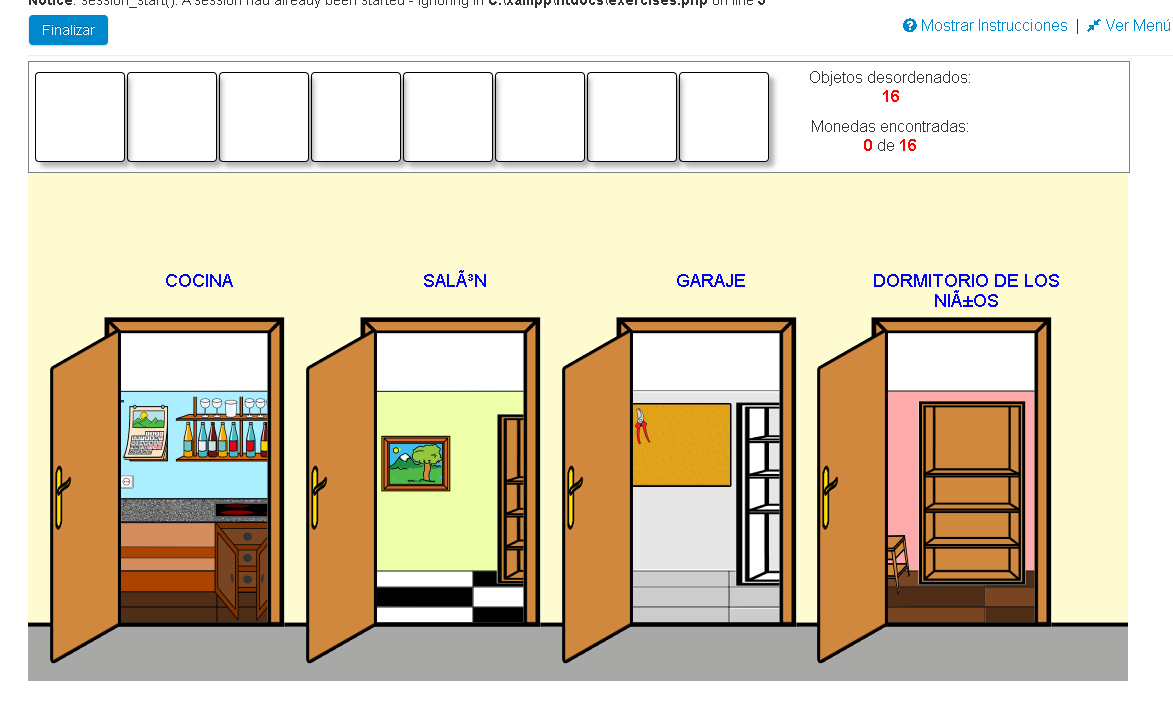 Notice: session_start(): A session had already been started - ignoring in C:\xampp\htdocs\exercises.php on line 3
Finalizar
Mostrar Instrucciones | Ver Menú
Objetos desordenados:
16
Monedas encontradas:
0 de 16
COCINA
SALÃ³N
GARAJE
DORMITORIO DE LOS
NIÃ±OS